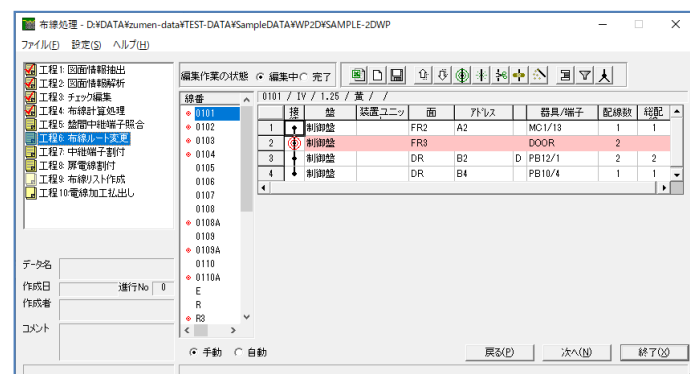 布線処理 - D:¥DATA¥zumen-data¥TEST-DATA¥SampleDATA¥WP2D¥SAMPLE-2DWP
ファイル(F) 設定(S) ヘルプ(H)
工程1: 図面情報抽出
工程2: 図面情報解析
工程3: チェック/編集
工程4: 布線計算処理
工程5: 盤間中継端子照合
工程6: 布線ルート変更
工程7: 中継端子割付
工程8: 扉電線割付
工程9: 布線リスト作成
工程10:電線加工払出し
データ名
作成日 進行No 0
作成者
コメント
編集作業の状態 編集中 完了
線番
0101
0102
0103
0104
0105
0106
0107
0108
0108A
0109
0109A
0110
0110A
E
R
R3
手動 自動
0101 / IV / 1.25 / 黄 / /
接 盤 装置.ユニッ 面 アドレス 器具/端子 配線数 総配
1 制御盤 FR2 A2 MC1/13 1 1
2 制御盤 FR3 DOOR 2
3 制御盤 DR B2 D PB12/1 2 2
4 制御盤 DR B4 PB10/4 1 1
戻る(P) 次へ(N) 終了(X)